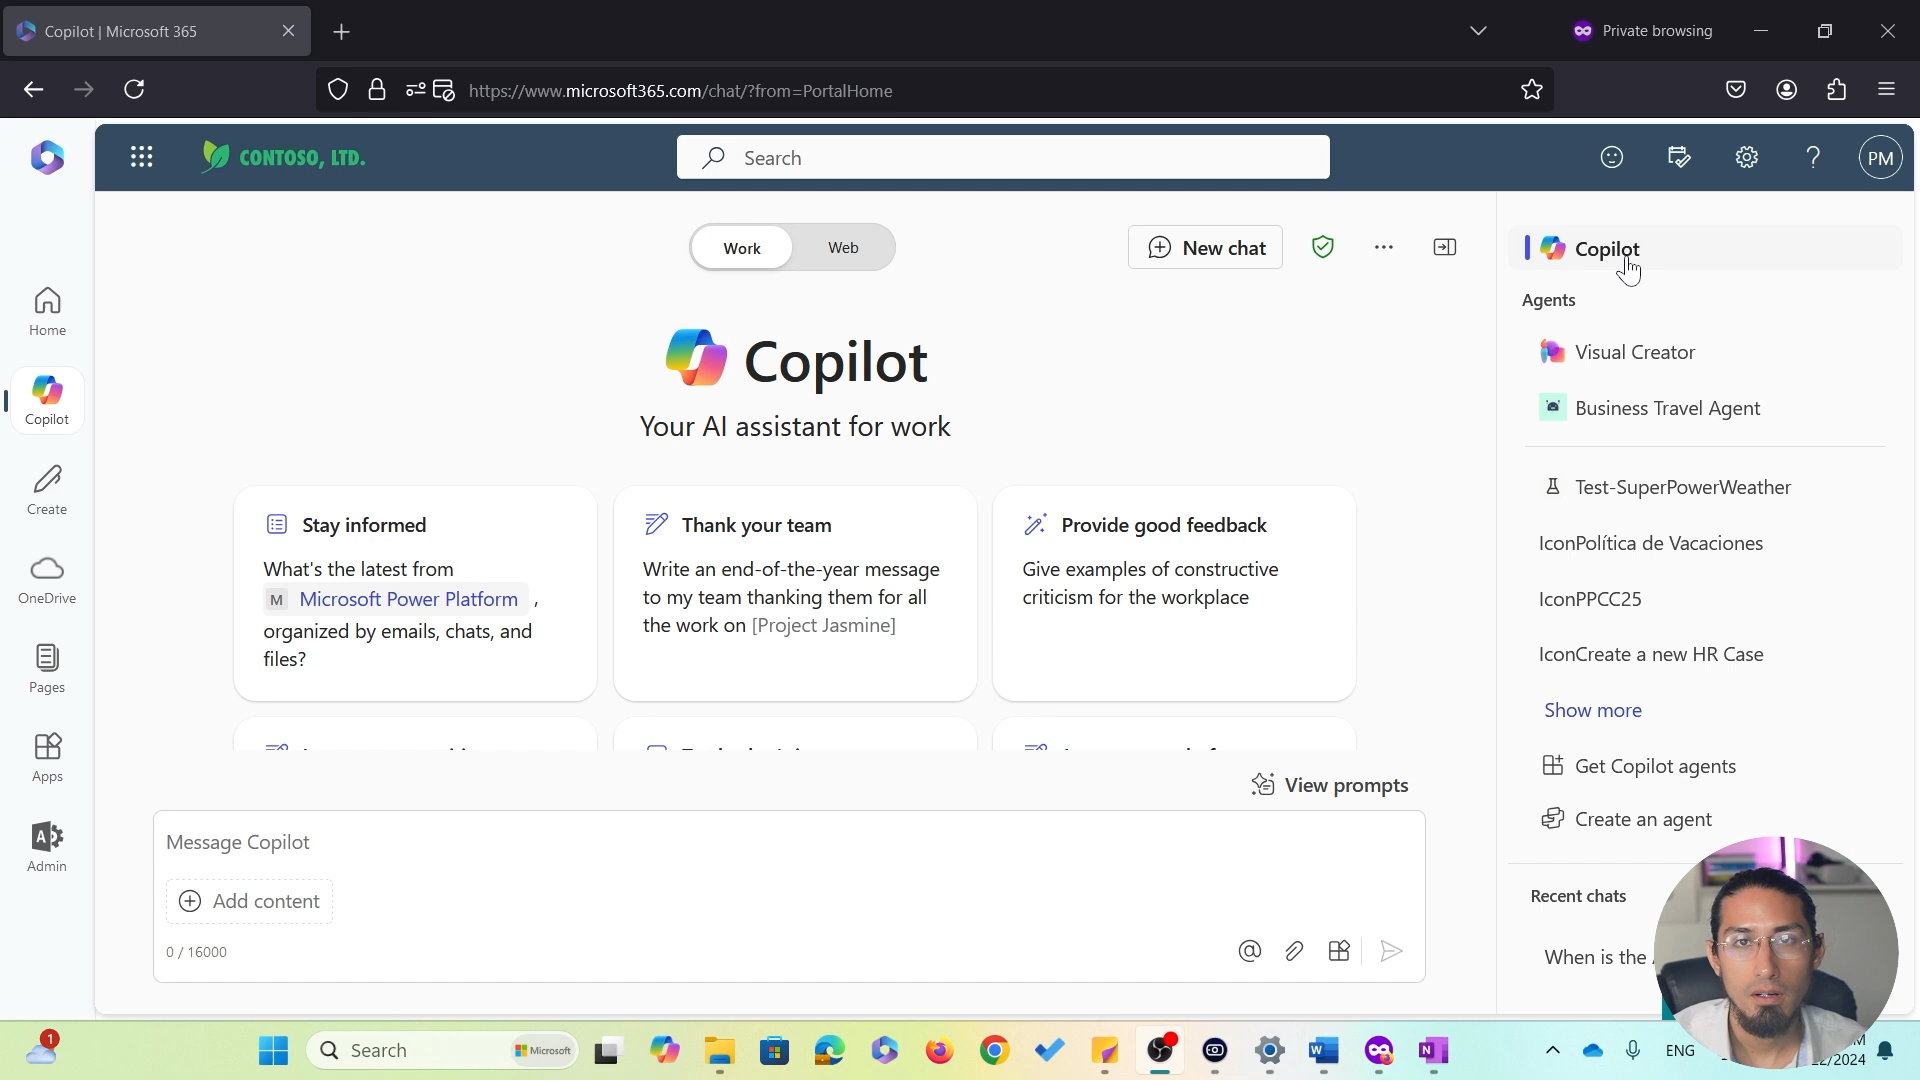 Copilot | Microsoft 365
Private browsing
https://www.microsoft365.com/chat/?from=PortalHome
CONTOSO, LTD.
Search
PM
Home
Copilot
Create
OneDrive
Pages
Apps
Admin
Work
Web
New chat
Copilot
Your AI assistant for work
Stay informed
What's the latest from
M Microsoft Power Platform ,
organized by emails, chats, and
files?
Thank your team
Write an end-of-the-year message
to my team thanking them for all
the work on [Project Jasmine]
Provide good feedback
Give examples of constructive
criticism for the workplace
View prompts
Message Copilot
Add content
0 / 16000
Copilot
Agents
Visual Creator
Business Travel Agent
Test-SuperPowerWeather
IconPolítica de Vacaciones
IconPPCC25
IconCreate a new HR Case
Show more
Get Copilot agents
Create an agent
Recent chats
When is the
1
Search
Microsoft
ENG
2/2024